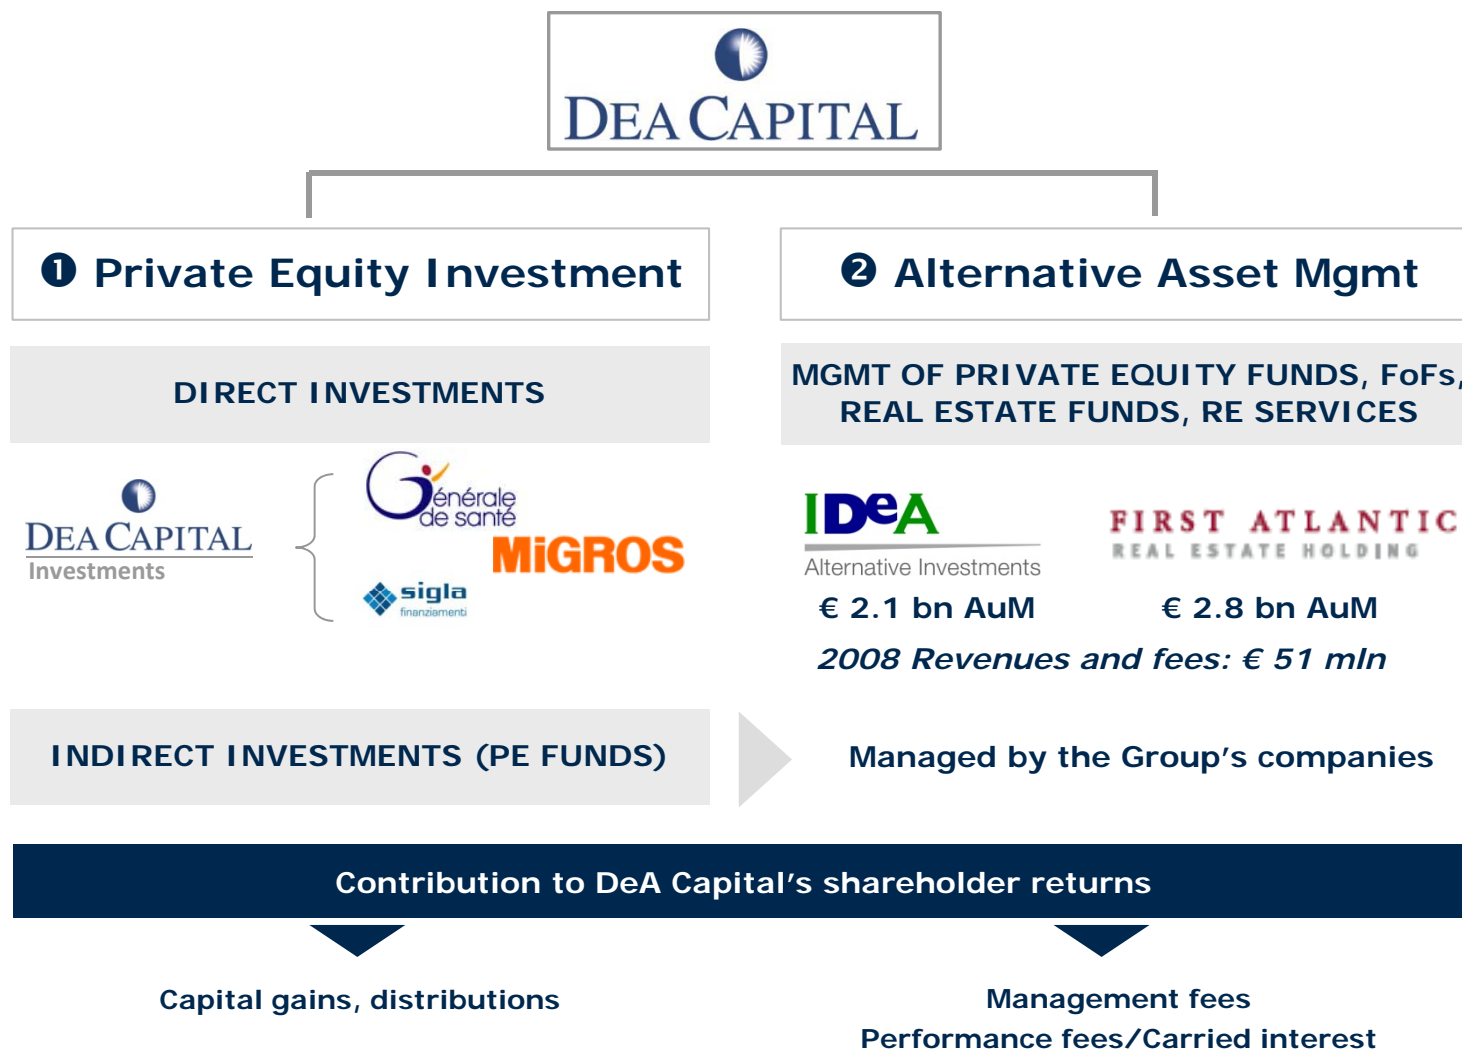 DEA CAPITAL
❶ Private Equity Investment
❷ Alternative Asset Mgmt
DIRECT INVESTMENTS
MGMT OF PRIVATE EQUITY FUNDS, FoFs,
REAL ESTATE FUNDS, RE SERVICES
DEA CAPITAL
Investments
Générale
de santé
MiGROS
sigla
finanziamenti
IDeA
Alternative Investments
FIRST ATLANTIC
REAL ESTATE HOLDING
€ 2.1 bn AuM
€ 2.8 bn AuM
2008 Revenues and fees: € 51 mln
INDIRECT INVESTMENTS (PE FUNDS)
Managed by the Group’s companies
Contribution to DeA Capital’s shareholder returns
Capital gains, distributions
Management fees
Performance fees/Carried interest